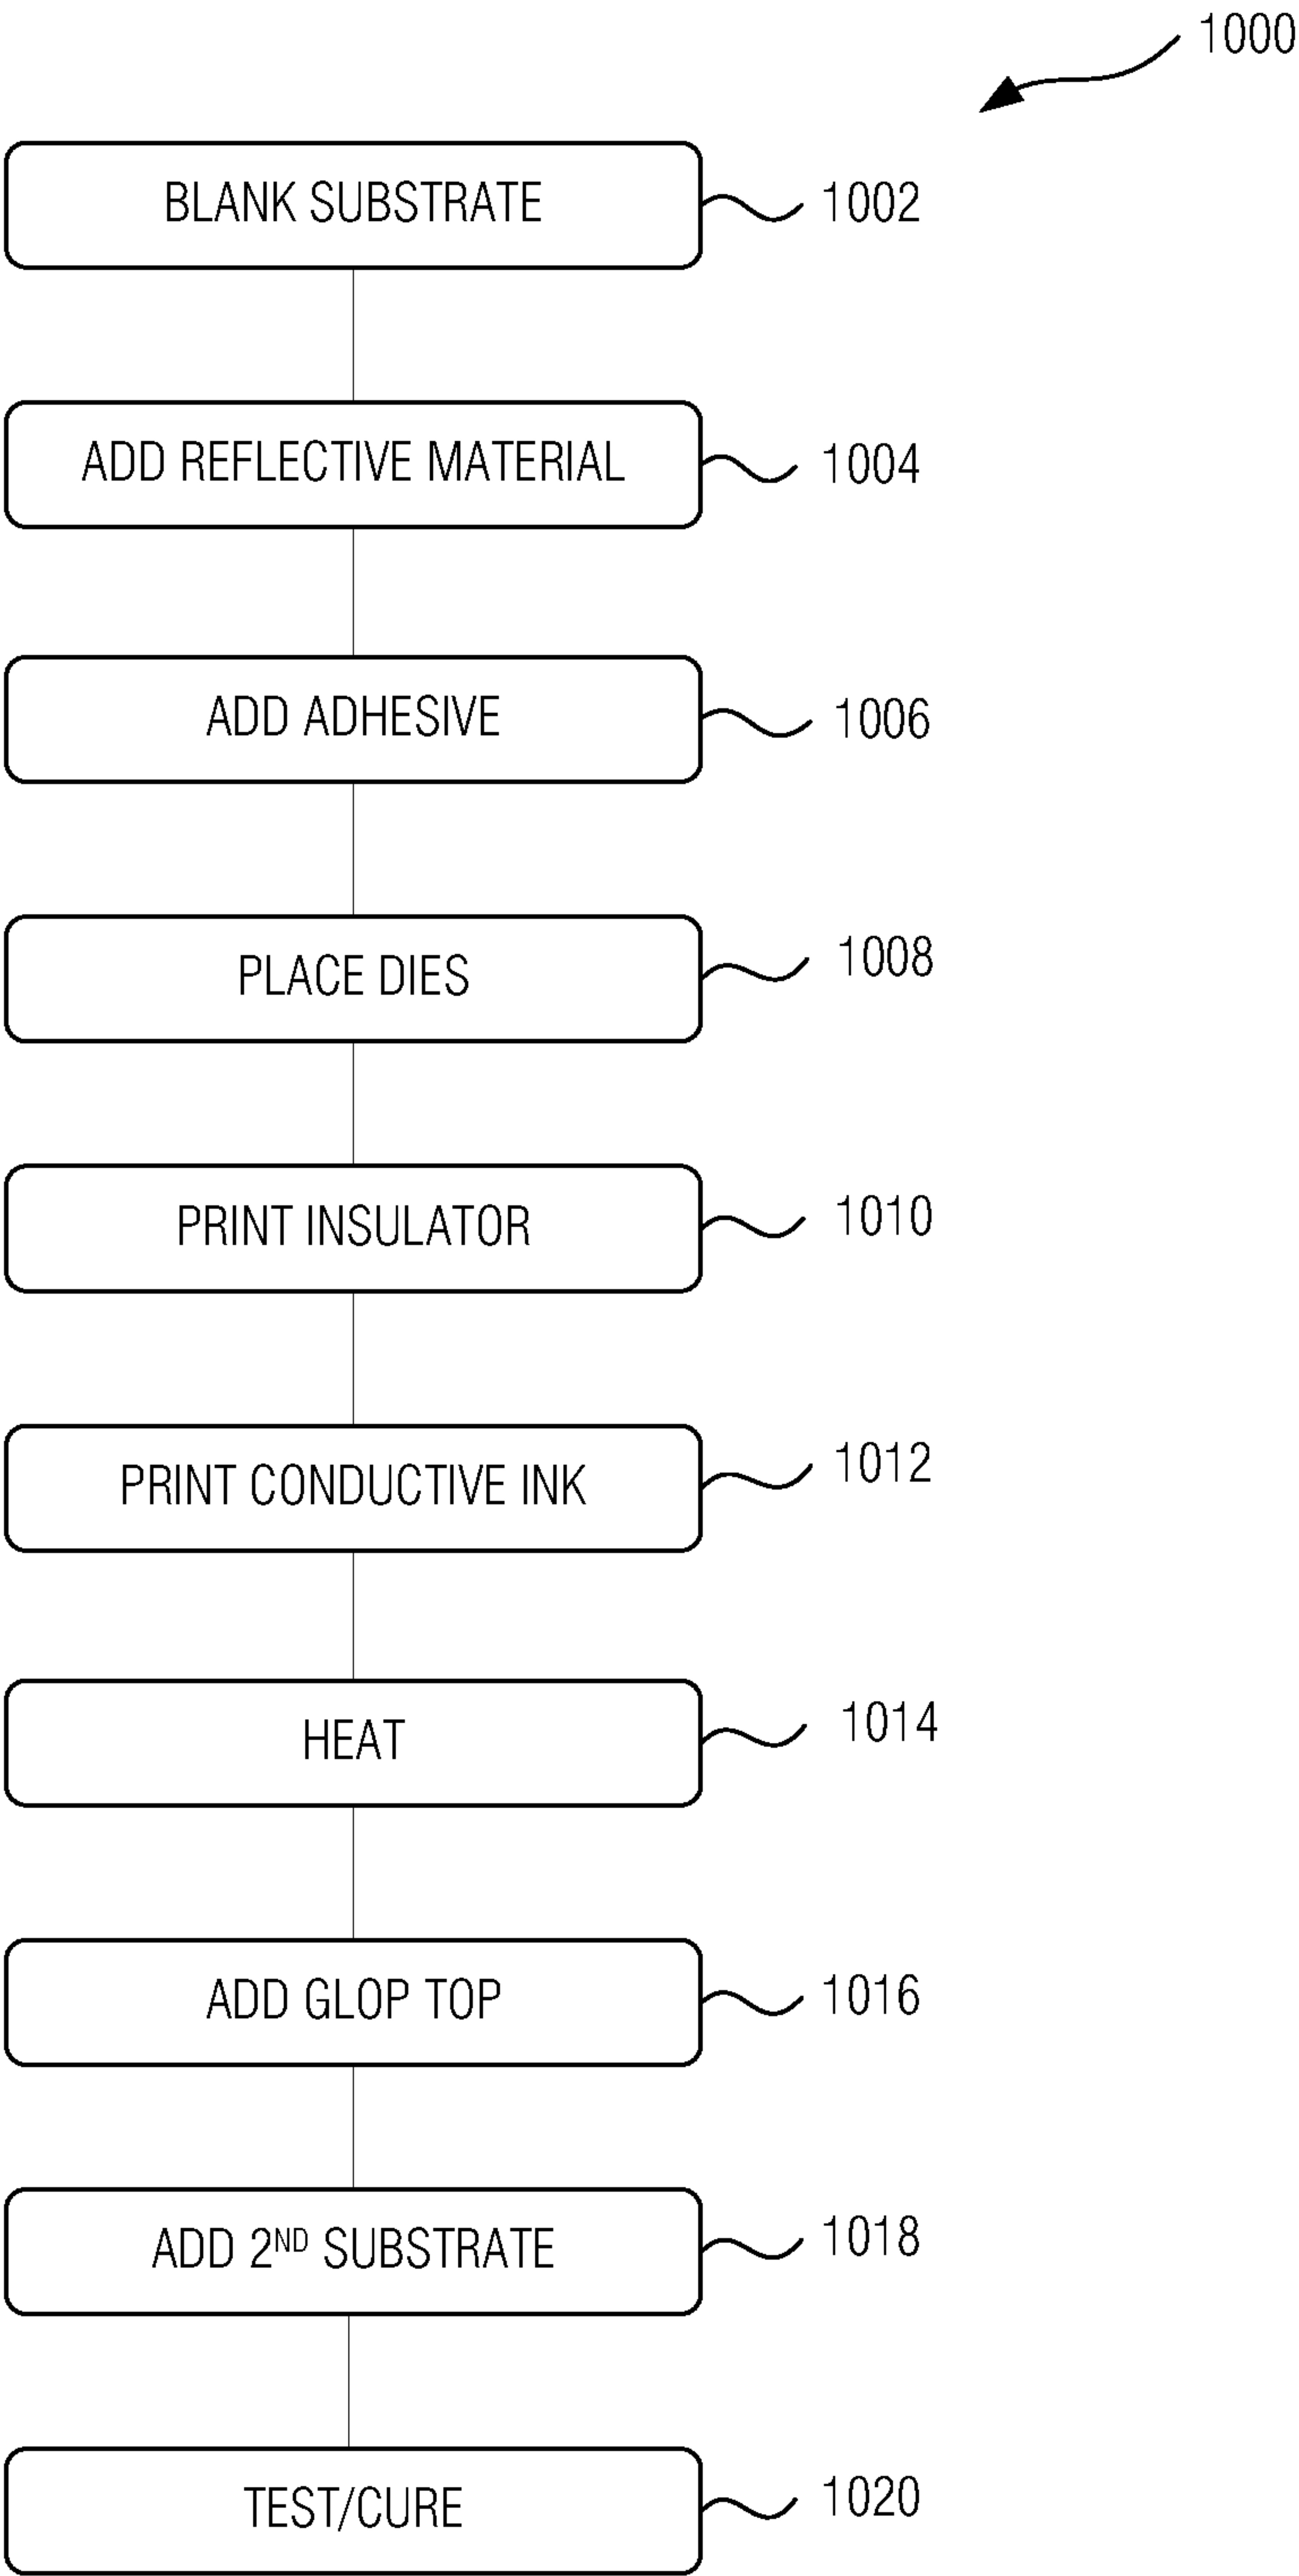 1000
BLANK SUBSTRATE
1002
ADD REFLECTIVE MATERIAL
1004
ADD ADHESIVE
1006
PLACE DIES
1008
PRINT INSULATOR
1010
PRINT CONDUCTIVE INK
1012
HEAT
1014
ADD GLOP TOP
1016
ADD 2ND SUBSTRATE
1018
TEST/CURE
1020